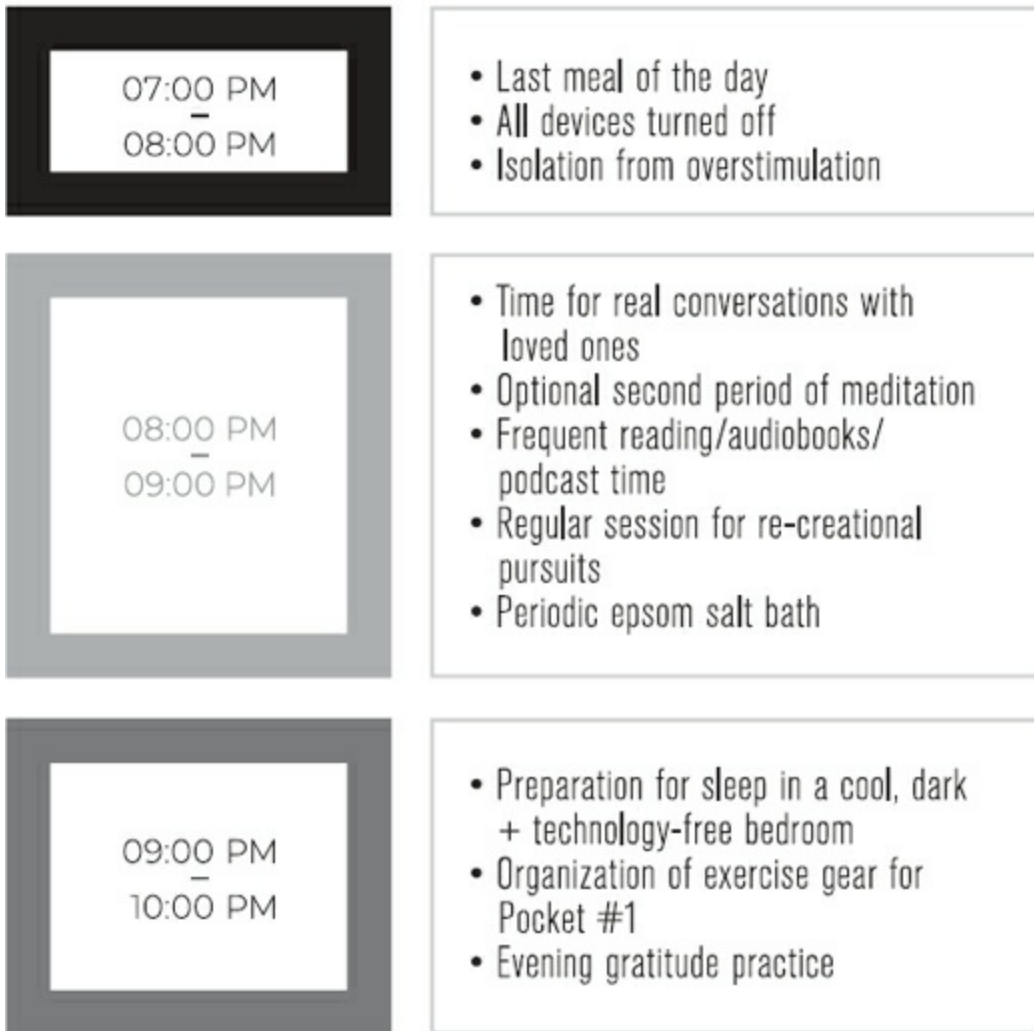 07:00 PM
–
08:00 PM
• Last meal of the day
• All devices turned off
• Isolation from overstimulation
08:00 PM
–
09:00 PM
• Time for real conversations with
loved ones
• Optional second period of meditation
• Frequent reading/audiobooks/
podcast time
• Regular session for re-creational
pursuits
• Periodic epsom salt bath
09:00 PM
–
10:00 PM
• Preparation for sleep in a cool, dark
+ technology-free bedroom
• Organization of exercise gear for
Pocket #1
• Evening gratitude practice